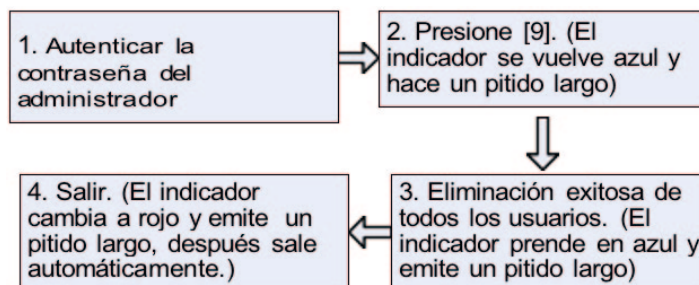 1. Autenticar la
contraseña del
administrador
2. Presione [9]. (El
indicador se vuelve azul y
hace un pitido largo)
3. Eliminación exitosa de
todos los usuarios. (El
indicador prende en azul y
emite un pitido largo)
4. Salir. (El indicador
cambia a rojo y emite un
pitido largo, después sale
automáticamente.)